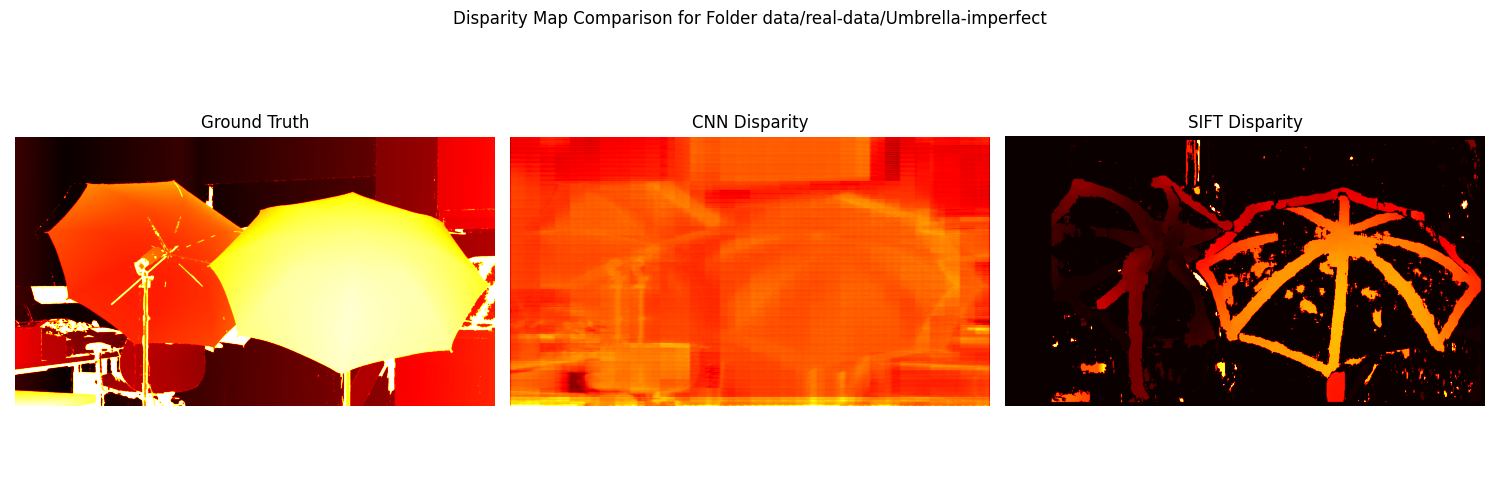 Disparity Map Comparison for Folder data/real-data/Umbrella-imperfect
Ground Truth
CNN Disparity
SIFT Disparity